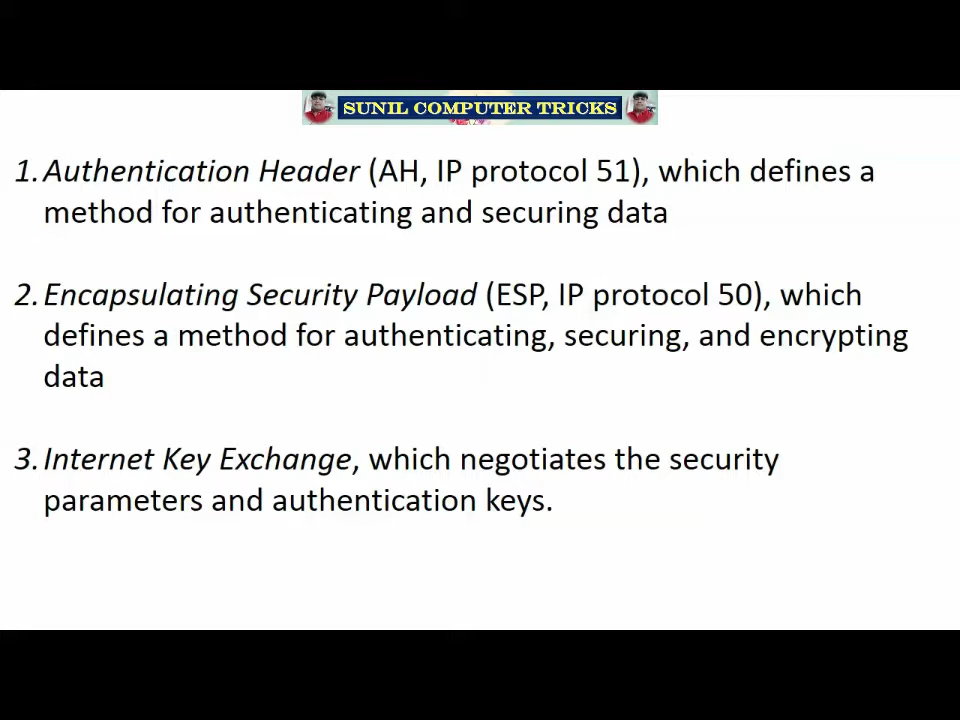 SUNIL COMPUTER TRICKS
1. Authentication Header (AH, IP protocol 51), which defines a
method for authenticating and securing data
2. Encapsulating Security Payload (ESP, IP protocol 50), which
defines a method for authenticating, securing, and encrypting
data
3. Internet Key Exchange, which negotiates the security
parameters and authentication keys.